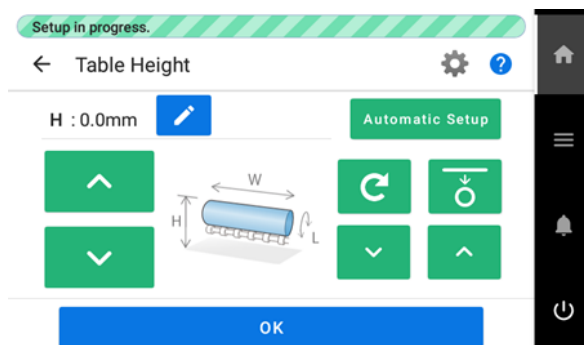 Setup in progress.
Table Height
H : 0.0mm
Automatic Setup
W
H
L
OK